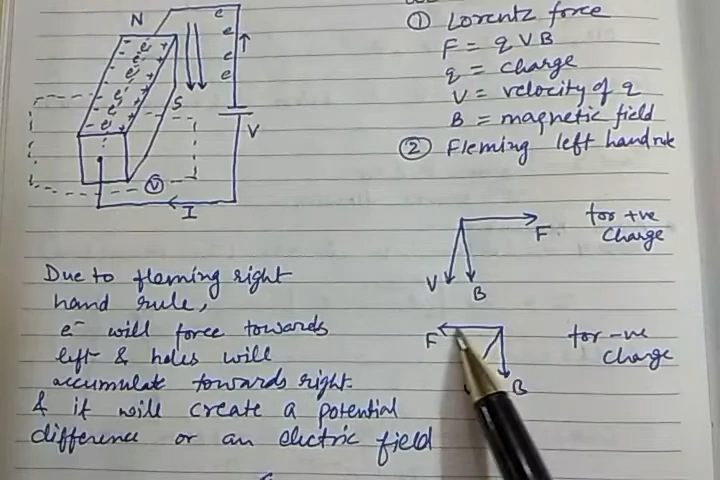 ① Lorentz force
F = qVB
q = charge
V = velocity of q
B = magnetic field
② Fleming left hand rule
N
e
e
e
e
e
e
e
e
e
S
V
V
I
F
for +ve
charge
V
B
F
for -ve
charge
B
Due to fleming right
hand rule,
e⁻ will force towards
left & holes will
accumulate towards right
& it will create a potential
difference or an electric field